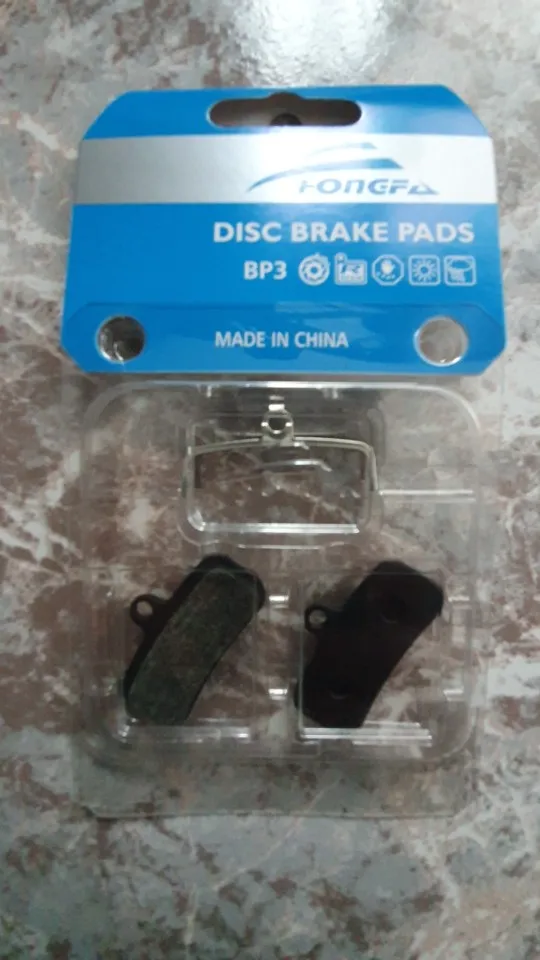 FONGFA
DISC BRAKE PADS
BP3
MADE IN CHINA